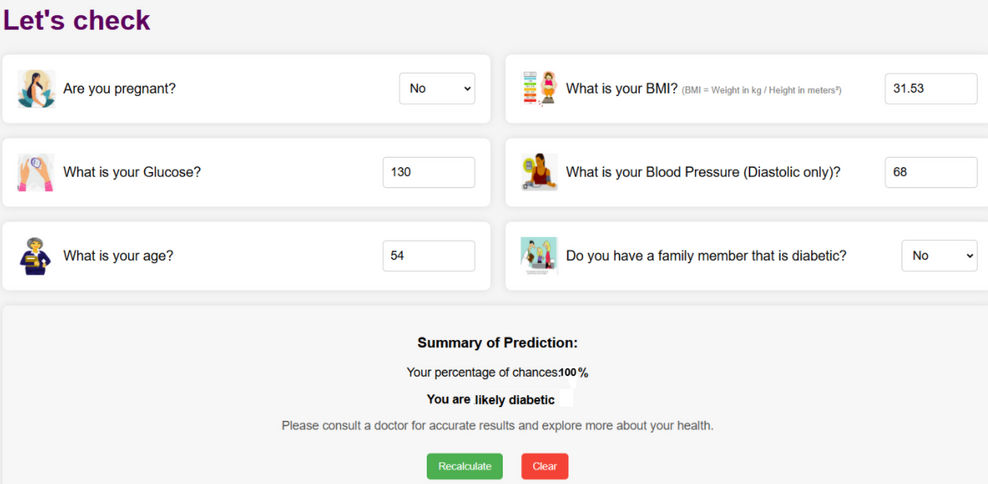 Let's check
Are you pregnant?
No
What is your BMI? (BMI = Weight in kg / Height in meters²)
31.53
What is your Glucose?
130
What is your Blood Pressure (Diastolic only)?
68
What is your age?
54
Do you have a family member that is diabetic?
No
Summary of Prediction:
Your percentage of chances:100%
You are likely diabetic
Please consult a doctor for accurate results and explore more about your health.
Recalculate
Clear